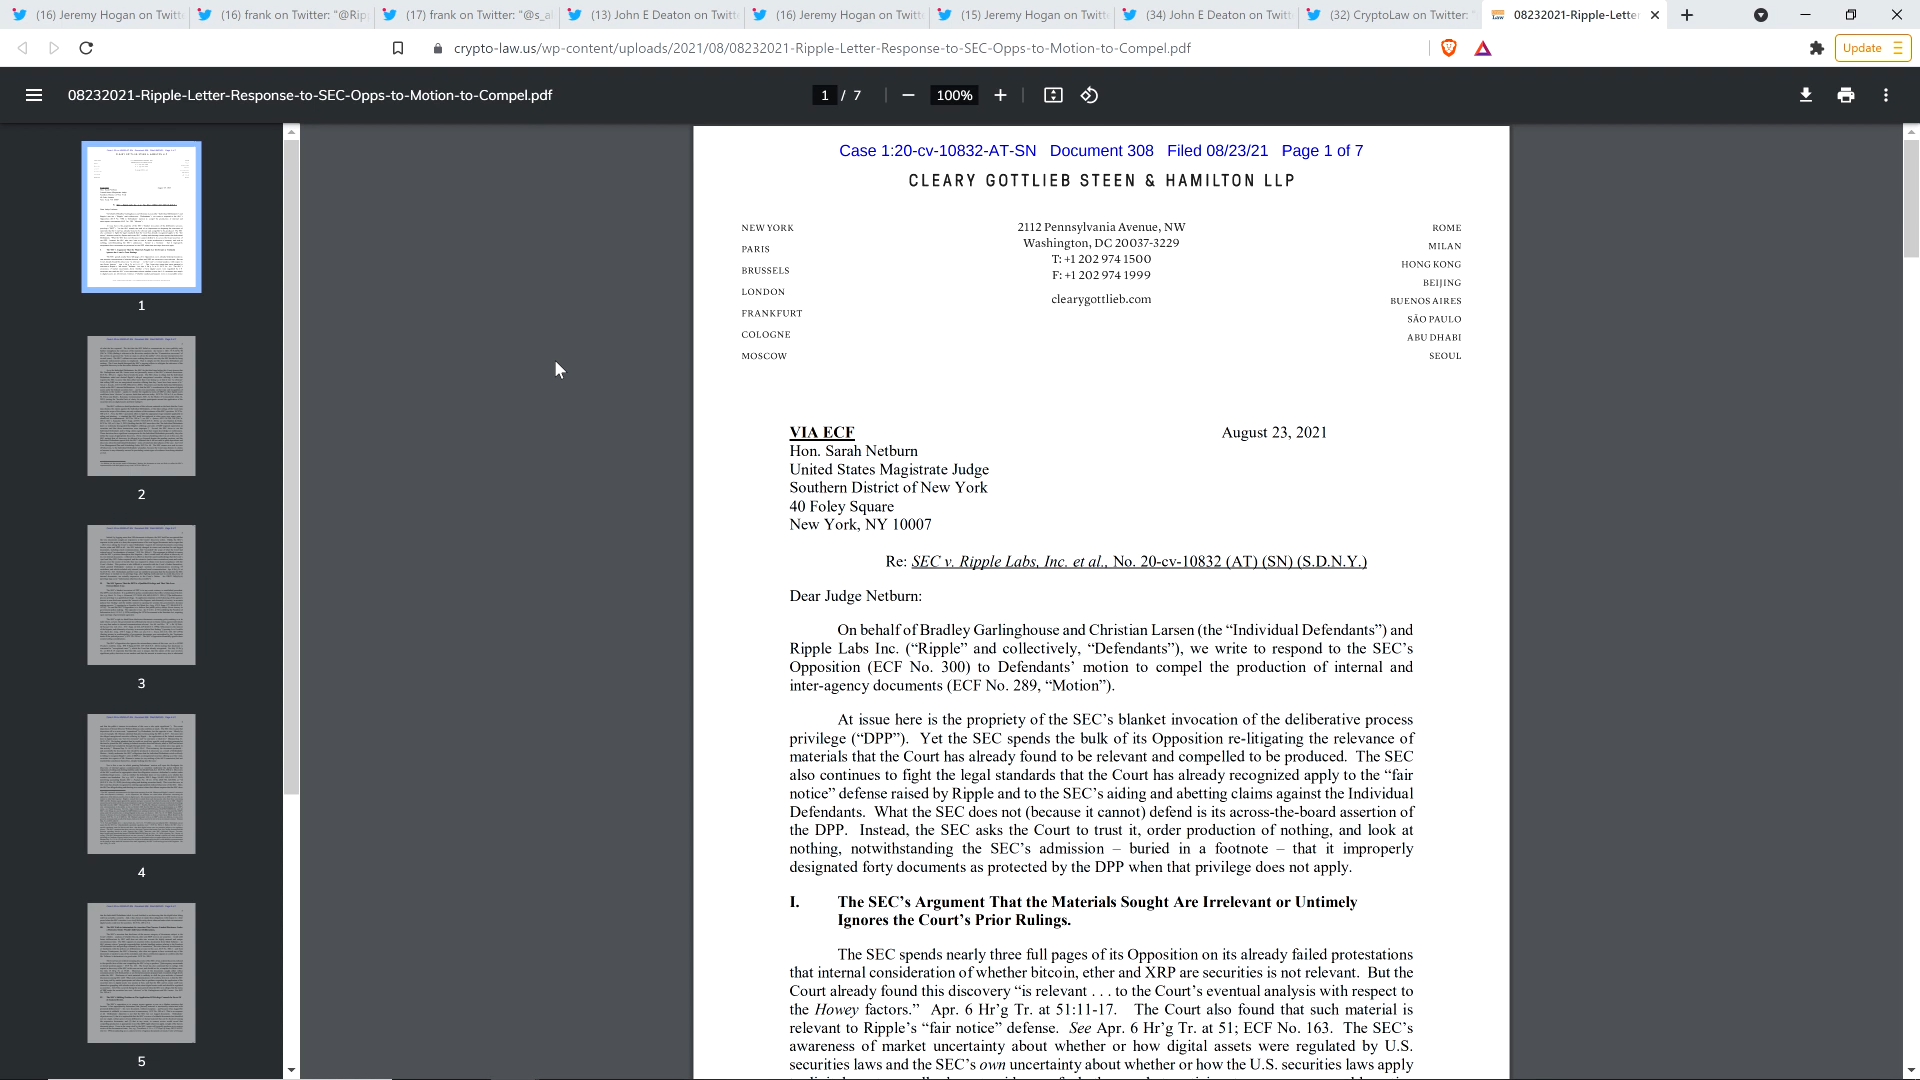 (16) Jeremy Hogan on Twitte
(16) frank on Twitter: "@Rip
(17) frank on Twitter: "@s_al
(13) John E Deaton on Twitt
(16) Jeremy Hogan on Twitte
(15) Jeremy Hogan on Twitte
(34) John E Deaton on Twitt
(32) CryptoLaw on Twitter:
08232021-Ripple-Letter
crypto-law.us/wp-content/uploads/2021/08/08232021-Ripple-Letter-Response-to-SEC-Opps-to-Motion-to-Compel.pdf
Update
08232021-Ripple-Letter-Response-to-SEC-Opps-to-Motion-to-Compel.pdf
1 / 7
100%
1
2
3
4
5
Case 1:20-cv-10832-AT-SN Document 308 Filed 08/23/21 Page 1 of 7
CLEARY GOTTLIEB STEEN & HAMILTON LLP
NEW YORK
PARIS
BRUSSELS
LONDON
FRANKFURT
COLOGNE
MOSCOW
2112 Pennsylvania Avenue, NW
Washington, DC 20037-3229
T: +1 202 974 1500
F: +1 202 974 1999
clearygottlieb.com
ROME
MILAN
HONG KONG
BEIJING
BUENOS AIRES
SÃO PAULO
ABU DHABI
SEOUL
VIA ECF
August 23, 2021
Hon. Sarah Netburn
United States Magistrate Judge
Southern District of New York
40 Foley Square
New York, NY 10007
Re: SEC v. Ripple Labs, Inc. et al., No. 20-cv-10832 (AT) (SN) (S.D.N.Y.)
Dear Judge Netburn:
On behalf of Bradley Garlinghouse and Christian Larsen (the “Individual Defendants”) and
Ripple Labs Inc. (“Ripple” and collectively, “Defendants”), we write to respond to the SEC’s
Opposition (ECF No. 300) to Defendants’ motion to compel the production of internal and
inter-agency documents (ECF No. 289, “Motion”).
At issue here is the propriety of the SEC’s blanket invocation of the deliberative process
privilege (“DPP”). Yet the SEC spends the bulk of its Opposition re-litigating the relevance of
materials that the Court has already found to be relevant and compelled to be produced. The SEC
also continues to fight the legal standards that the Court has already recognized apply to the “fair
notice” defense raised by Ripple and to the SEC’s aiding and abetting claims against the Individual
Defendants. What the SEC does not (because it cannot) defend is its across-the-board assertion of
the DPP. Instead, the SEC asks the Court to trust it, order production of nothing, and look at
nothing, notwithstanding the SEC’s admission – buried in a footnote – that it improperly
designated forty documents as protected by the DPP when that privilege does not apply.
I. The SEC’s Argument That the Materials Sought Are Irrelevant or Untimely
Ignores the Court’s Prior Rulings.
The SEC spends nearly three full pages of its Opposition on its already failed protestations
that internal consideration of whether bitcoin, ether and XRP are securities is not relevant. But the
Court already found this discovery “is relevant . . . to the Court’s eventual analysis with respect to
the Howey factors.” Apr. 6 Hr’g Tr. at 51:11-17. The Court also found that such material is
relevant to Ripple’s “fair notice” defense. See Apr. 6 Hr’g Tr. at 51; ECF No. 163. The SEC’s
awareness of market uncertainty about whether or how digital assets were regulated by U.S.
securities laws and the SEC’s own uncertainty about whether or how the U.S. securities laws apply